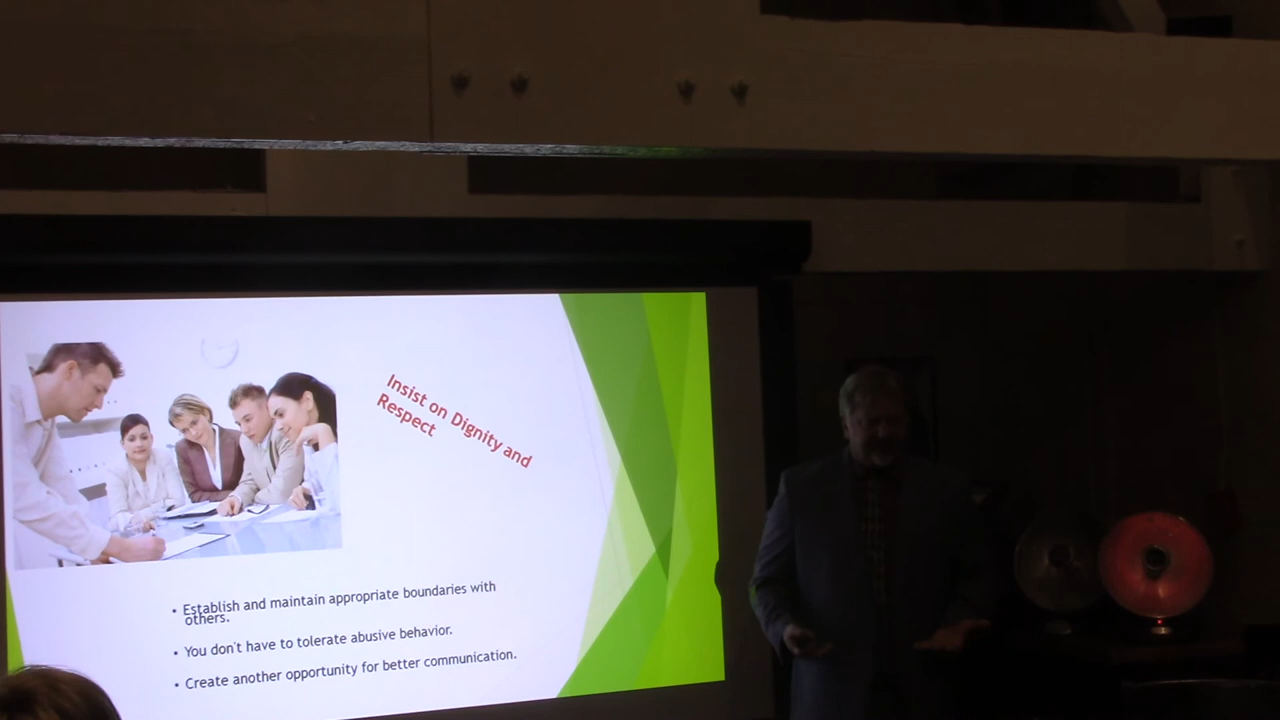 Insist on Dignity and
Respect
• Establish and maintain appropriate boundaries with
others.
• You don't have to tolerate abusive behavior.
• Create another opportunity for better communication.